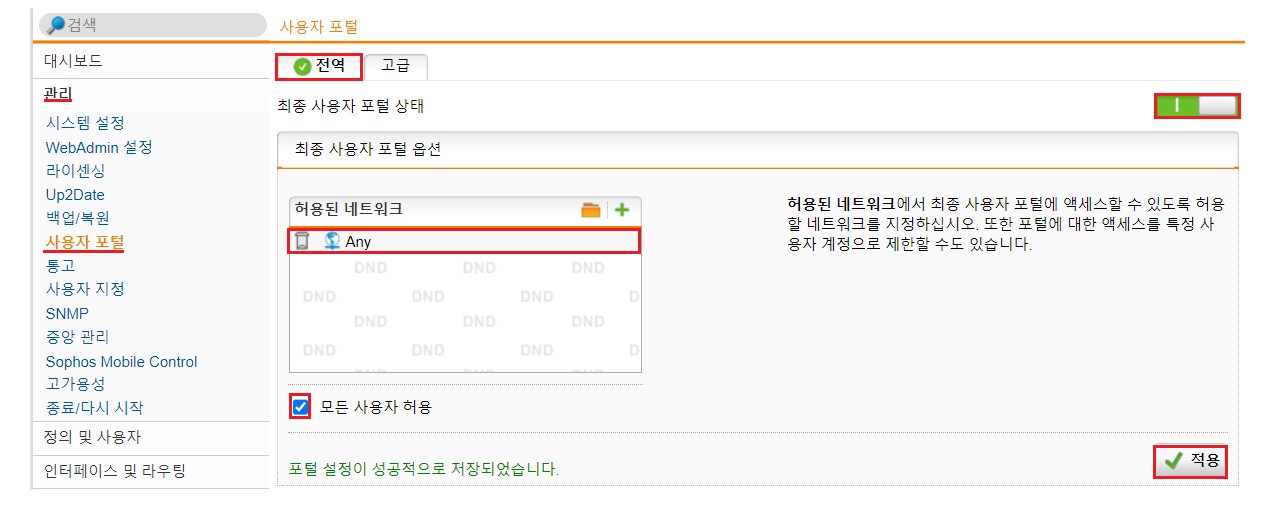 검색
사용자 포털
대시보드
관리
시스템 설정
WebAdmin 설정
라이센싱
Up2Date
백업/복원
사용자 포털
통고
사용자 지정
SNMP
중앙 관리
Sophos Mobile Control
고가용성
종료/다시 시작
정의 및 사용자
인터페이스 및 라우팅
전역
고급
최종 사용자 포털 상태
최종 사용자 포털 옵션
허용된 네트워크
Any
DND DND DND
DND DND DND D
DND DND DND
DND DND DND D
모든 사용자 허용
허용된 네트워크에서 최종 사용자 포털에 액세스할 수 있도록 허용
할 네트워크를 지정하십시오. 또한 포털에 대한 액세스를 특정 사
용자 계정으로 제한할 수도 있습니다.
포털 설정이 성공적으로 저장되었습니다.
적용